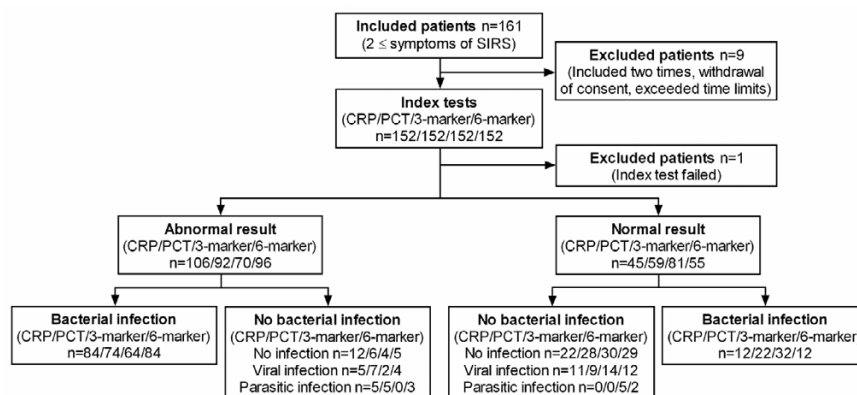 Included patients n=161
(2 ≤ symptoms of SIRS)
Excluded patients n=9
(Included two times, withdrawal
of consent, exceeded time limits)
Index tests
(CRP/PCT/3-marker/6-marker)
n=152/152/152/152
Excluded patients n=1
(Index test failed)
Abnormal result
(CRP/PCT/3-marker/6-marker)
n=106/92/70/96
Normal result
(CRP/PCT/3-marker/6-marker)
n=45/59/81/55
Bacterial infection
(CRP/PCT/3-marker/6-marker)
n=84/74/64/84
No bacterial infection
(CRP/PCT/3-marker/6-marker)
No infection n=12/6/4/5
Viral infection n=5/7/2/4
Parasitic infection n=5/5/0/3
No bacterial infection
(CRP/PCT/3-marker/6-marker)
No infection n=22/28/30/29
Viral infection n=11/9/14/12
Parasitic infection n=0/0/5/2
Bacterial infection
(CRP/PCT/3-marker/6-marker)
n=12/22/32/12